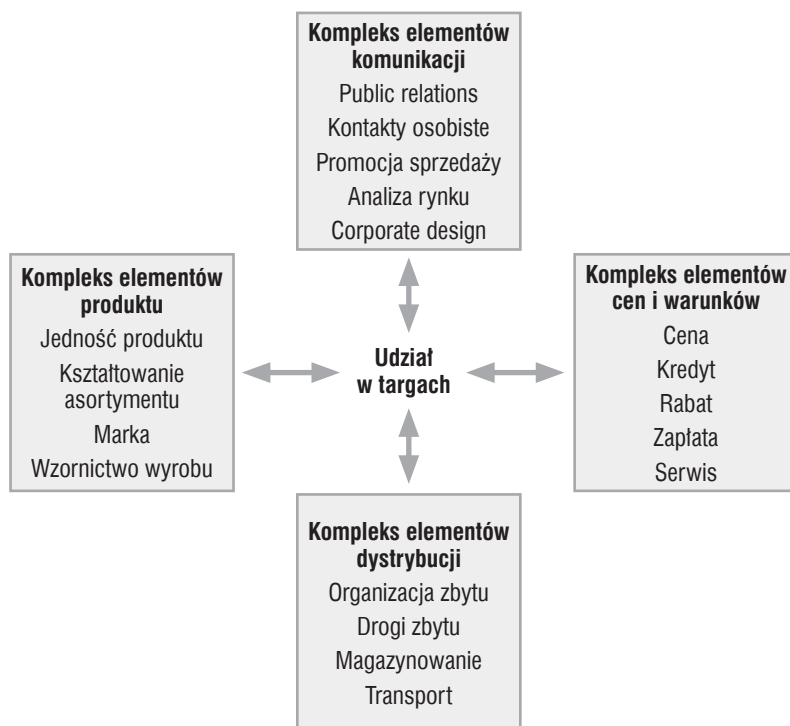 Kompleks elementów
komunikacji
Public relations
Kontakty osobiste
Promocja sprzedaży
Analiza rynku
Corporate design
Kompleks elementów
produktu
Jedność produktu
Kształtowanie
asortymentu
Marka
Wzornictwo wyrobu
Udział
w targach
Kompleks elementów
cen i warunków
Cena
Kredyt
Rabat
Zapłata
Serwis
Kompleks elementów
dystrybucji
Organizacja zbytu
Drogi zbytu
Magazynowanie
Transport